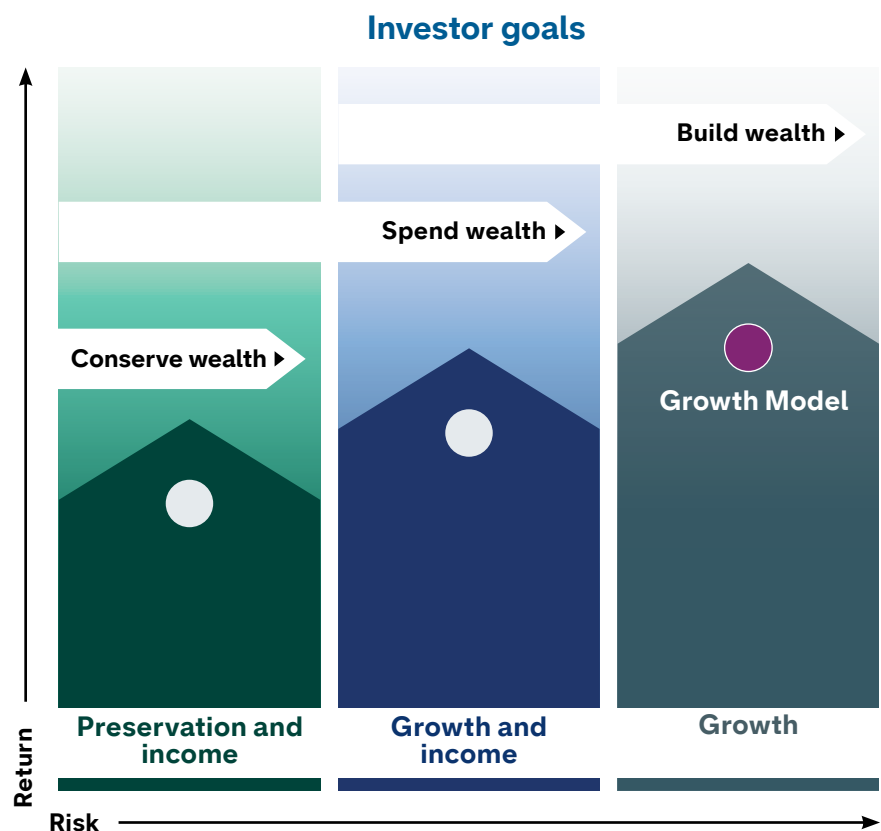 Investor goals
Build wealth
Spend wealth
Conserve wealth
Growth Model
Preservation and
income
Growth and
income
Growth
Return
Risk